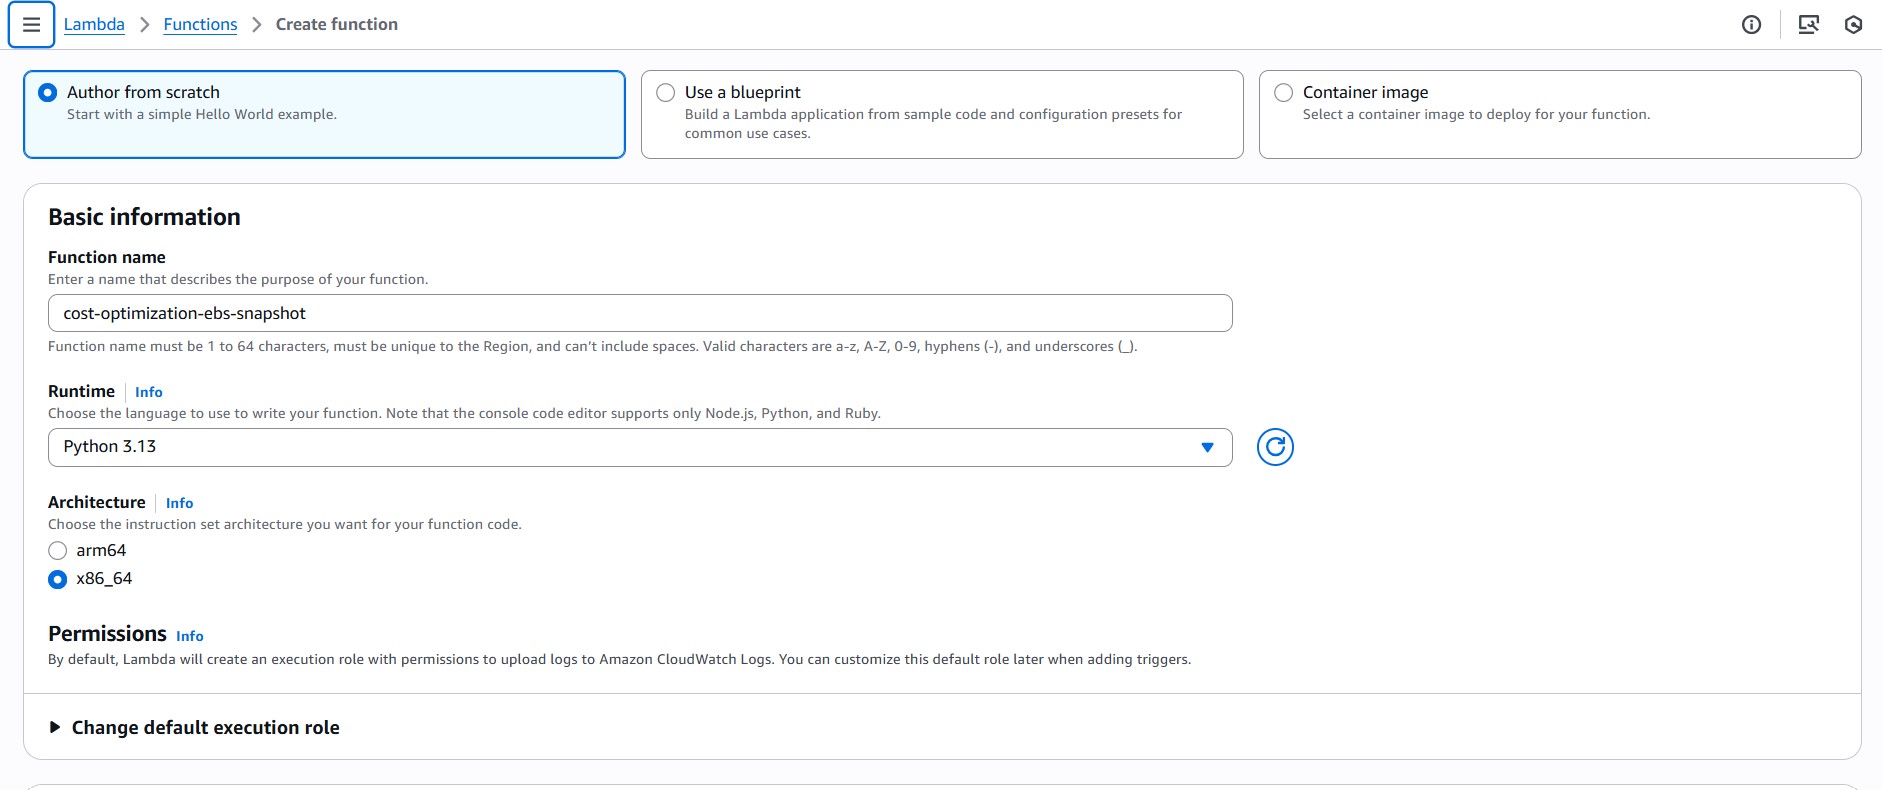 Lambda > Functions > Create function
Author from scratch
Start with a simple Hello World example.
Use a blueprint
Build a Lambda application from sample code and configuration presets for
common use cases.
Container image
Select a container image to deploy for your function.
Basic information
Function name
Enter a name that describes the purpose of your function.
cost-optimization-ebs-snapshot
Function name must be 1 to 64 characters, must be unique to the Region, and can't include spaces. Valid characters are a-z, A-Z, 0-9, hyphens (-), and underscores (_).
Runtime Info
Choose the language to use to write your function. Note that the console code editor supports only Node.js, Python, and Ruby.
Python 3.13
Architecture Info
Choose the instruction set architecture you want for your function code.
arm64
x86_64
Permissions Info
By default, Lambda will create an execution role with permissions to upload logs to Amazon CloudWatch Logs. You can customize this default role later when adding triggers.
Change default execution role